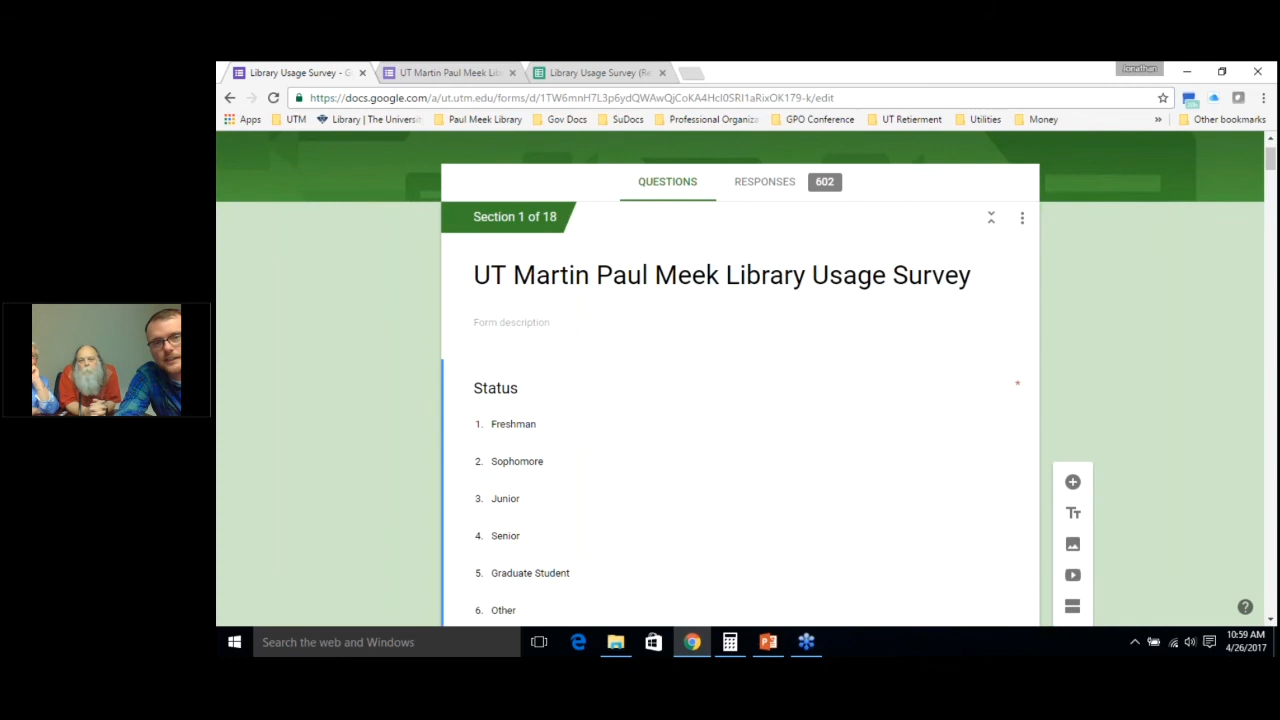 Library Usage Survey - G
UT Martin Paul Meek Lib
Library Usage Survey (Re
Jonathan
https://docs.google.com/a/ut.utm.edu/forms/d/1TW6mnH7L3p6ydQWAwQjCoKA4HcI0SRI1aRixOK179-k/edit
Apps UTM Library | The Universit Paul Meek Library Gov Docs SuDocs Professional Organiza GPO Conference UT Retierment Utilities Money » Other bookmarks
QUESTIONS RESPONSES 602
Section 1 of 18
UT Martin Paul Meek Library Usage Survey
Form description
Status *
1. Freshman
2. Sophomore
3. Junior
4. Senior
5. Graduate Student
6. Other
Tт
Search the web and Windows
10:59 AM
4/26/2017